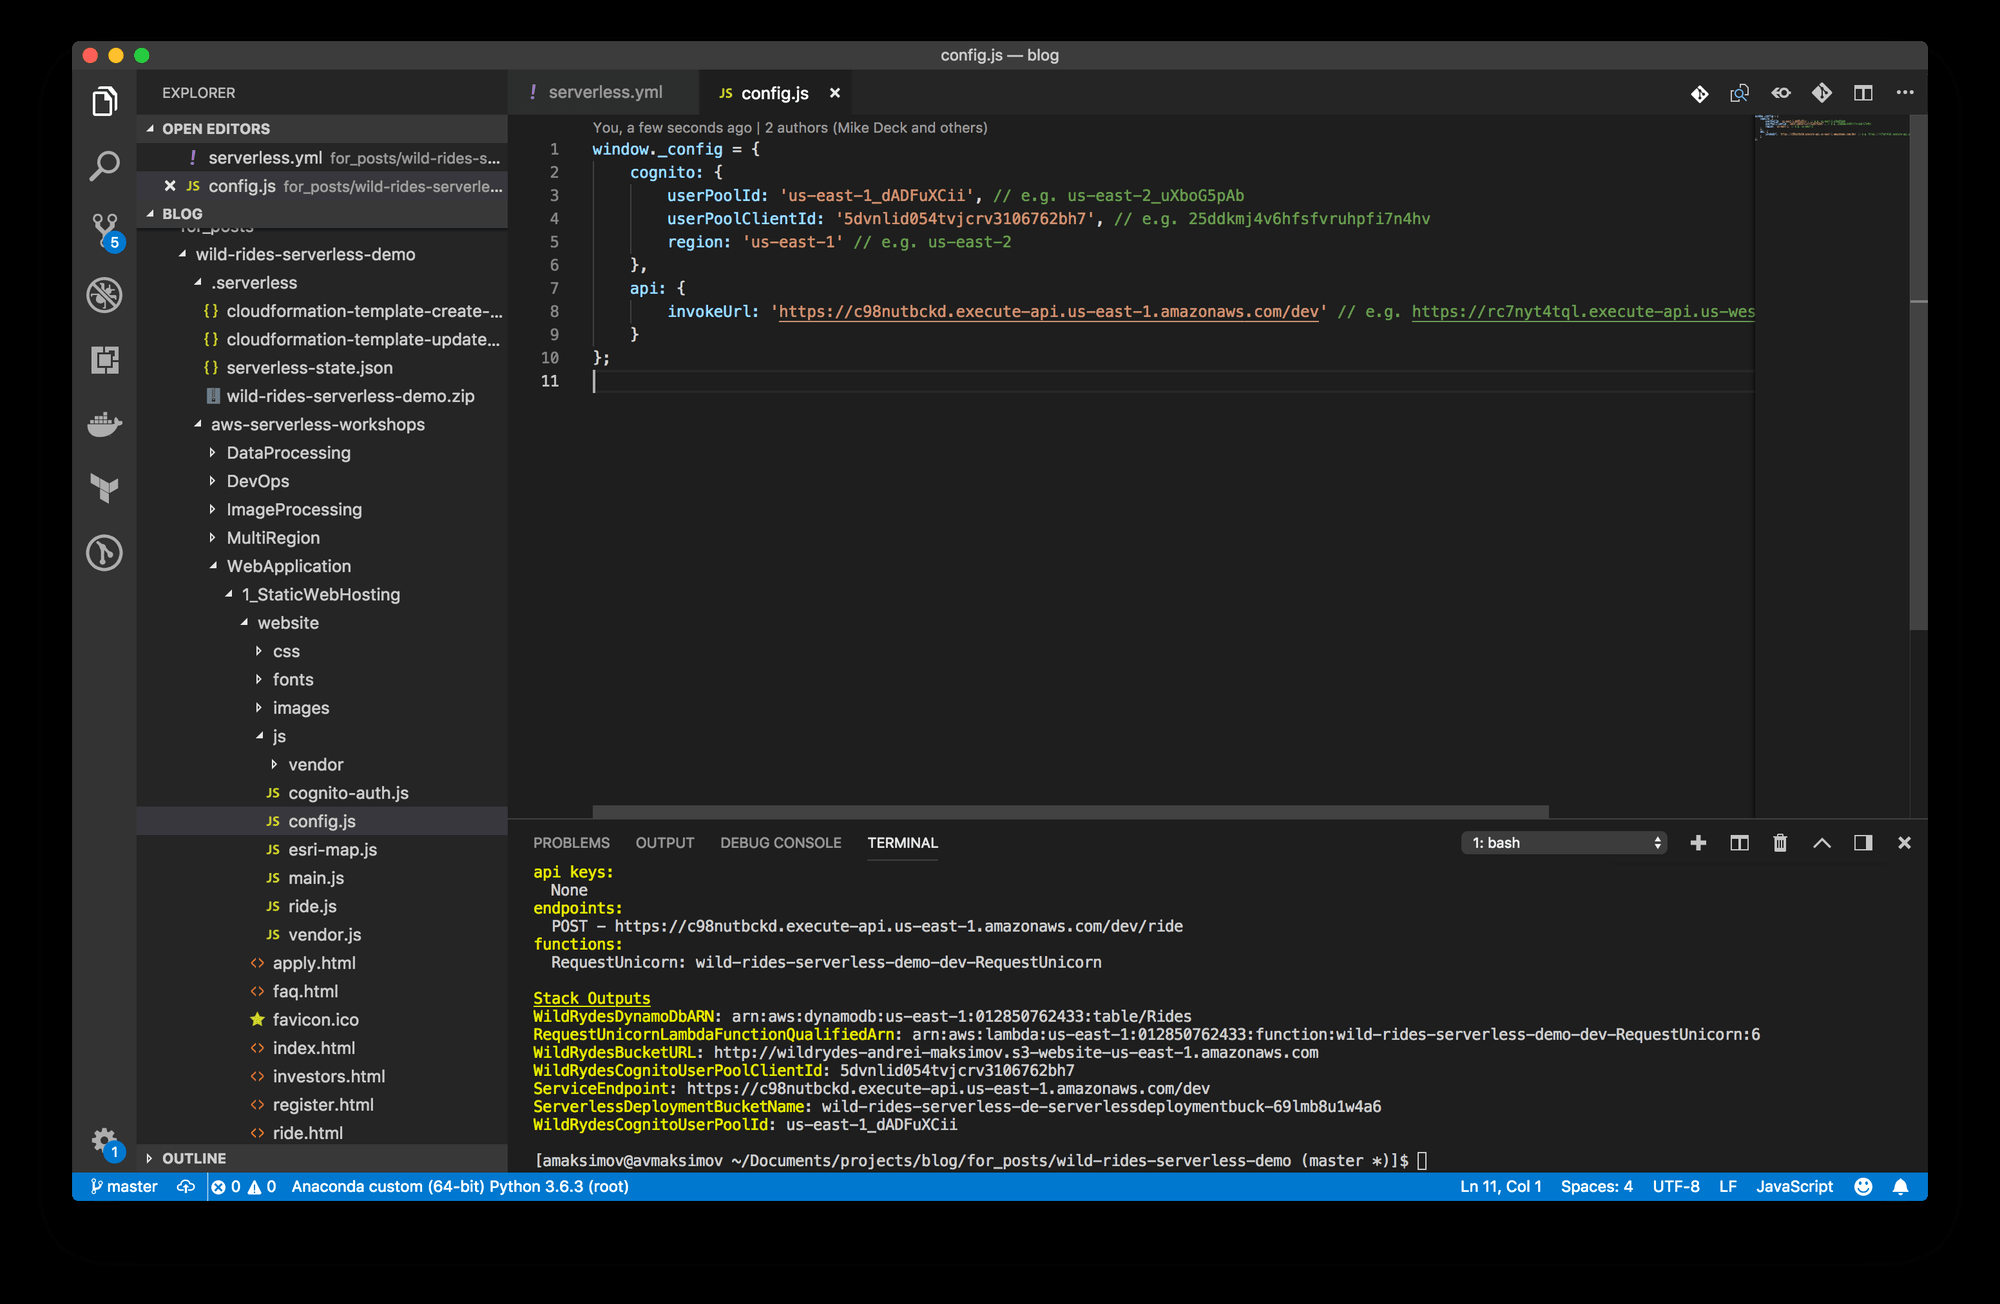 config.js — blog
EXPLORER
OPEN EDITORS
! serverless.yml for_posts/wild-rides-s...
JS config.js for_posts/wild-rides-serverle...
BLOG
for_posts
wild-rides-serverless-demo
.serverless
{} cloudformation-template-create-...
{} cloudformation-template-update...
{} serverless-state.json
wild-rides-serverless-demo.zip
aws-serverless-workshops
DataProcessing
DevOps
ImageProcessing
MultiRegion
WebApplication
1_StaticWebHosting
website
css
fonts
images
js
vendor
JS cognito-auth.js
JS config.js
JS esri-map.js
JS main.js
JS ride.js
JS vendor.js
<> apply.html
<> faq.html
favicon.ico
<> index.html
<> investors.html
<> register.html
<> ride.html
OUTLINE
5
1
! serverless.yml
JS config.js
You, a few seconds ago | 2 authors (Mike Deck and others)
1 window._config = {
2 cognito: {
3 userPoolId: 'us-east-1_dADFuXCii', // e.g. us-east-2_uXboG5pAb
4 userPoolClientId: '5dvnlid054tvjcrv3106762bh7', // e.g. 25ddkmj4v6hfsfvruhpfi7n4hv
5 region: 'us-east-1' // e.g. us-east-2
6 },
7 api: {
8 invokeUrl: 'https://c98nutbckd.execute-api.us-east-1.amazonaws.com/dev' // e.g. https://rc7nyt4tql.execute-api.us-wes
9 }
10 };
11
PROBLEMS OUTPUT DEBUG CONSOLE TERMINAL
1: bash
api keys:
None
endpoints:
POST - https://c98nutbckd.execute-api.us-east-1.amazonaws.com/dev/ride
functions:
RequestUnicorn: wild-rides-serverless-demo-dev-RequestUnicorn
Stack Outputs
WildRydesDynamoDbARN: arn:aws:dynamodb:us-east-1:012850762433:table/Rides
RequestUnicornLambdaFunctionQualifiedArn: arn:aws:lambda:us-east-1:012850762433:function:wild-rides-serverless-demo-dev-RequestUnicorn:6
WildRydesBucketURL: http://wildrydes-andrei-maksimov.s3-website-us-east-1.amazonaws.com
WildRydesCognitoUserPoolClientId: 5dvnlid054tvjcrv3106762bh7
ServiceEndpoint: https://c98nutbckd.execute-api.us-east-1.amazonaws.com/dev
ServerlessDeploymentBucketName: wild-rides-serverless-de-serverlessdeploymentbuck-69lmb8u1w4a6
WildRydesCognitoUserPoolId: us-east-1_dADFuXCii
[amaksimov@avmaksimov ~/Documents/projects/blog/for_posts/wild-rides-serverless-demo (master *)]$
master 0 0 Anaconda custom (64-bit) Python 3.6.3 (root)
Ln 11, Col 1 Spaces: 4 UTF-8 LF JavaScript